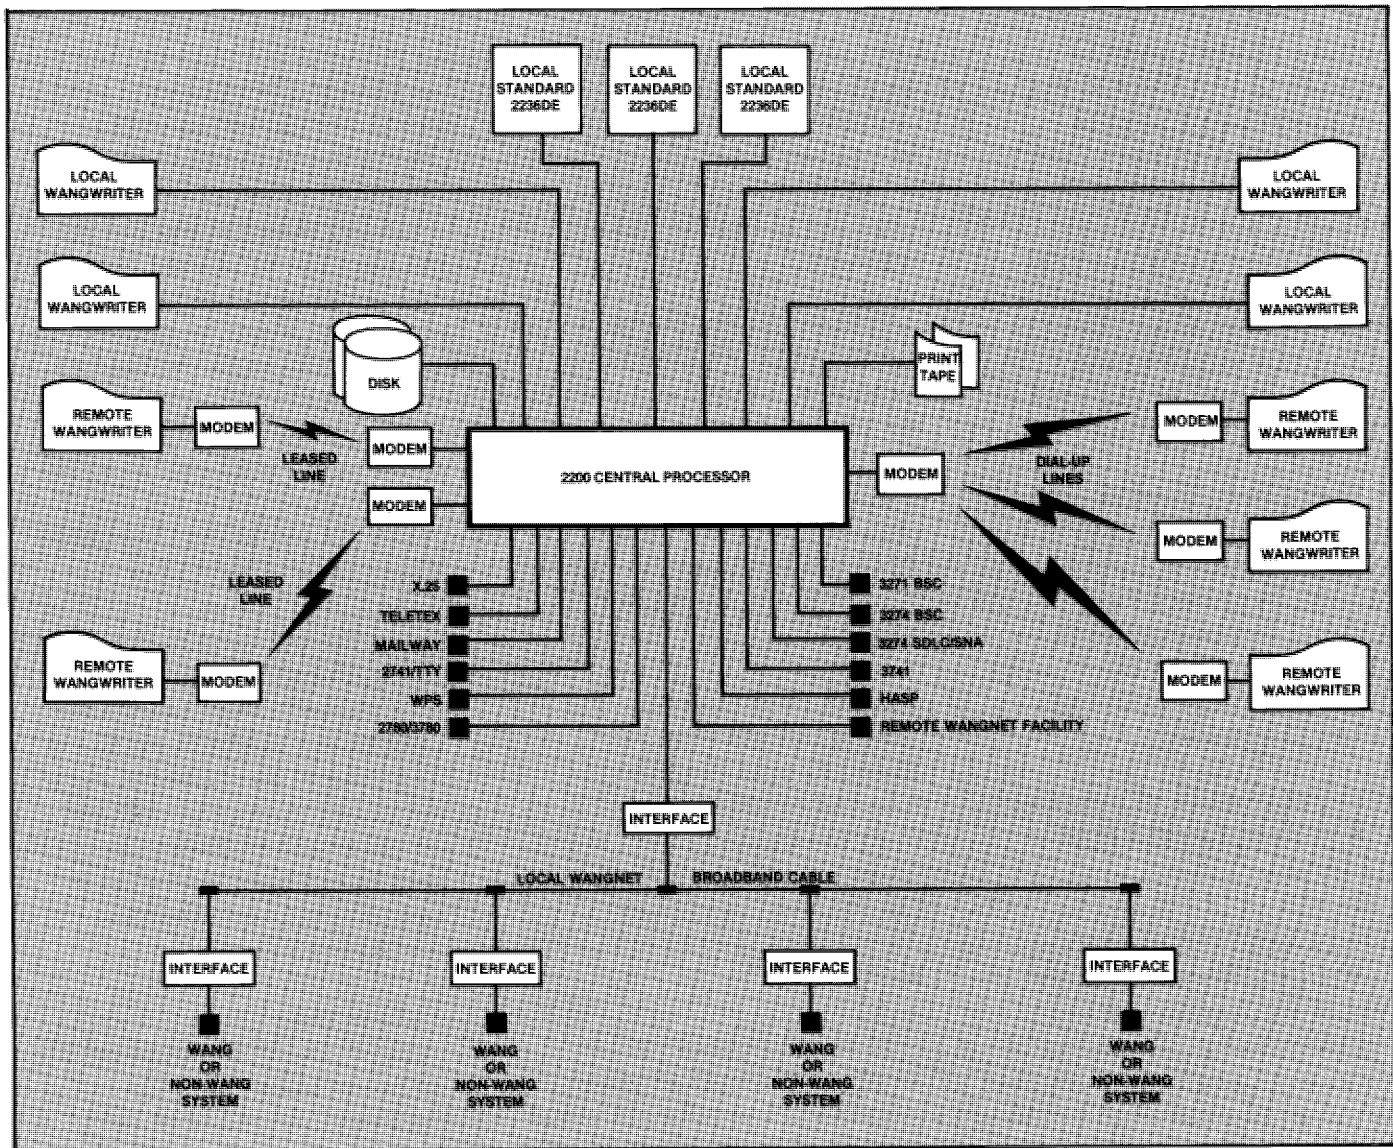 LOCAL
STANDARD
2236DE
LOCAL
STANDARD
2236DE
LOCAL
STANDARD
2236DE
LOCAL
WANGWRITER
LOCAL
WANGWRITER
LOCAL
WANGWRITER
LOCAL
WANGWRITER
DISK
PRINT
TAPE
REMOTE
WANGWRITER
MODEM
LEASED
LINE
MODEM
MODEM
2200 CENTRAL PROCESSOR
MODEM
DIAL-UP
LINES
MODEM
REMOTE
WANGWRITER
MODEM
REMOTE
WANGWRITER
LEASED
LINE
REMOTE
WANGWRITER
MODEM
X.25
TELETEX
MAILWAY
2741/TTY
WPS
2780/3780
3271 BSC
3274 BSC
3274 SDLC/SNA
3741
HASP
REMOTE WANGNET FACILITY
MODEM
REMOTE
WANGWRITER
INTERFACE
LOCAL WANGNET BROADBAND CABLE
INTERFACE
INTERFACE
INTERFACE
INTERFACE
WANG
OR
NON-WANG
SYSTEM
WANG
OR
NON-WANG
SYSTEM
WANG
OR
NON-WANG
SYSTEM
WANG
OR
NON-WANG
SYSTEM